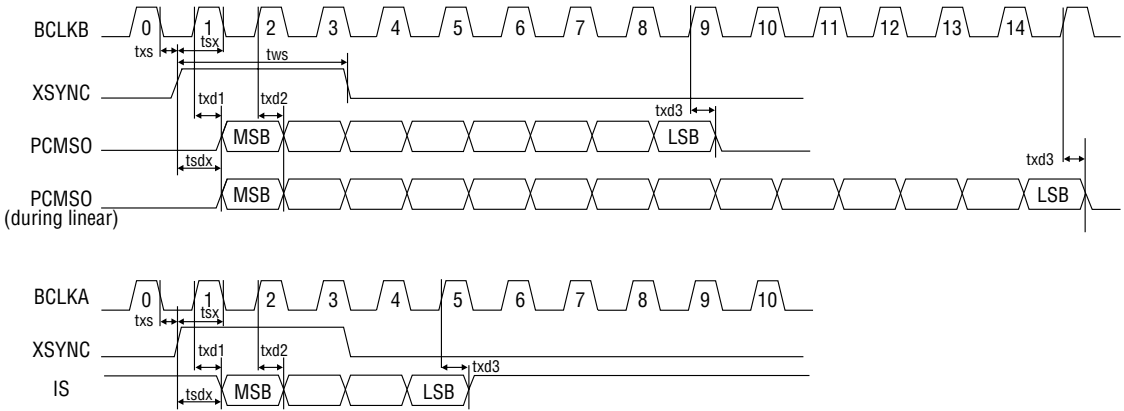 BCLKB 0 1 2 3 4 5 6 7 8 9 10 11 12 13 14
txs tsx
tws
XSYNC
txd1 txd2 txd3
PCMSO MSB LSB
tsdx txd3
PCMSO MSB LSB
(during linear)
BCLKA 0 1 2 3 4 5 6 7 8 9 10
txs tsx
XSYNC
txd1 txd2 txd3
IS tsdx MSB LSB